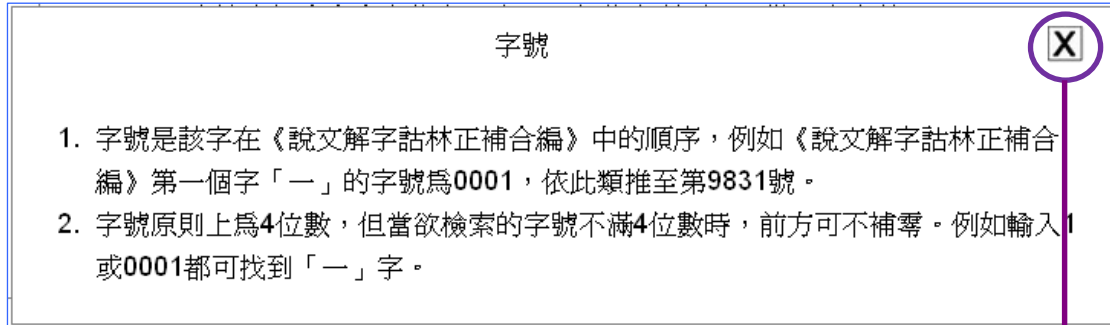 字號
X
1. 字號是該字在《說文解字詁林正補合編》中的順序,例如《說文解字詁林正補合
編》第一個字「一」的字號為0001,依此類推至第9831號。
2. 字號原則上為4位數,但當欲檢索的字號不滿4位數時,前方可不補零。例如輸入1
或0001都可找到「一」字。